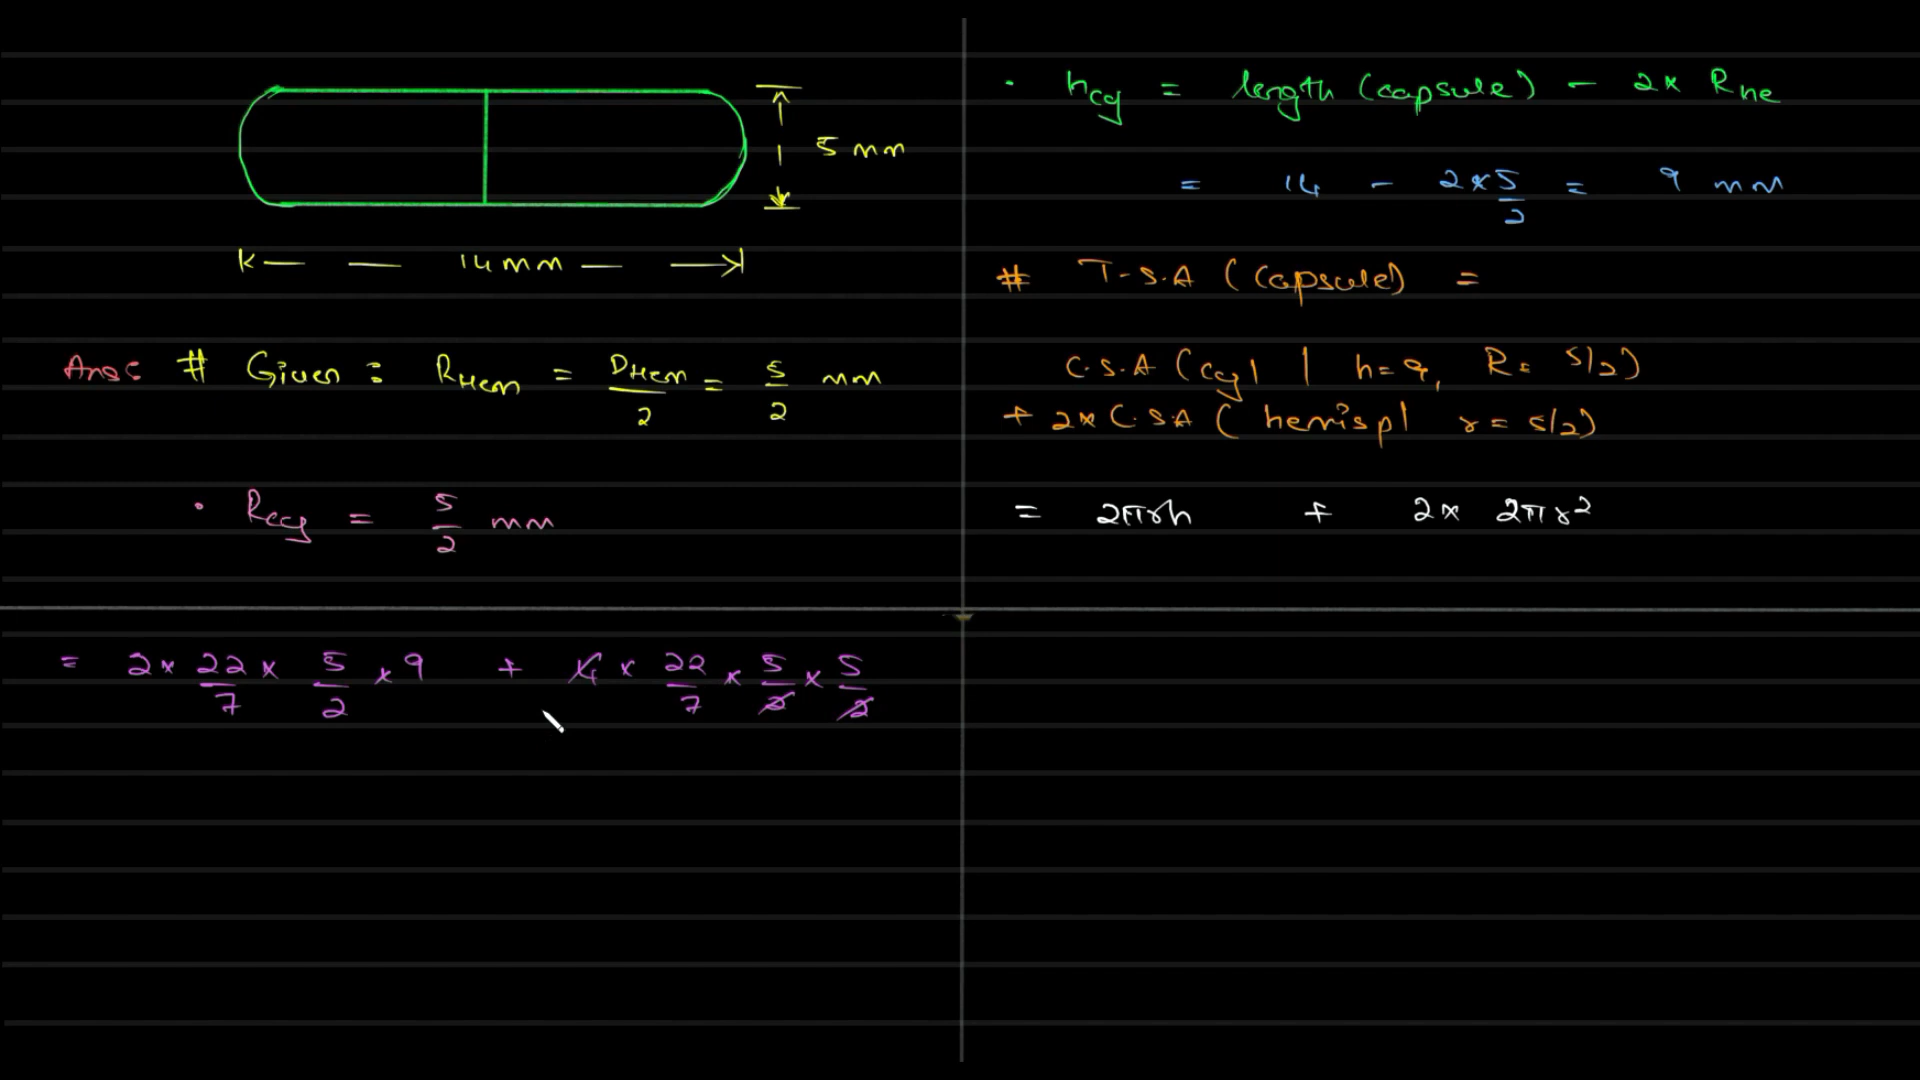 5 mm
14 mm
Ans: # Given : R_Hem = D_Hem/2 = 5/2 mm
• R_cy = 5/2 mm
• h_cy = length (capsule) - 2 × R_he
= 14 - 2×5/2 = 9 mm
# T.S.A (capsule) =
C.S.A (cyl | h=9, R= 5/2)
+ 2× C.S.A ( hemisp| r= 5/2)
= 2πrh + 2× 2πr²
= 2× 22/7 × 5/2 ×9 + 4 × 22/7 × 5/2 × 5/2